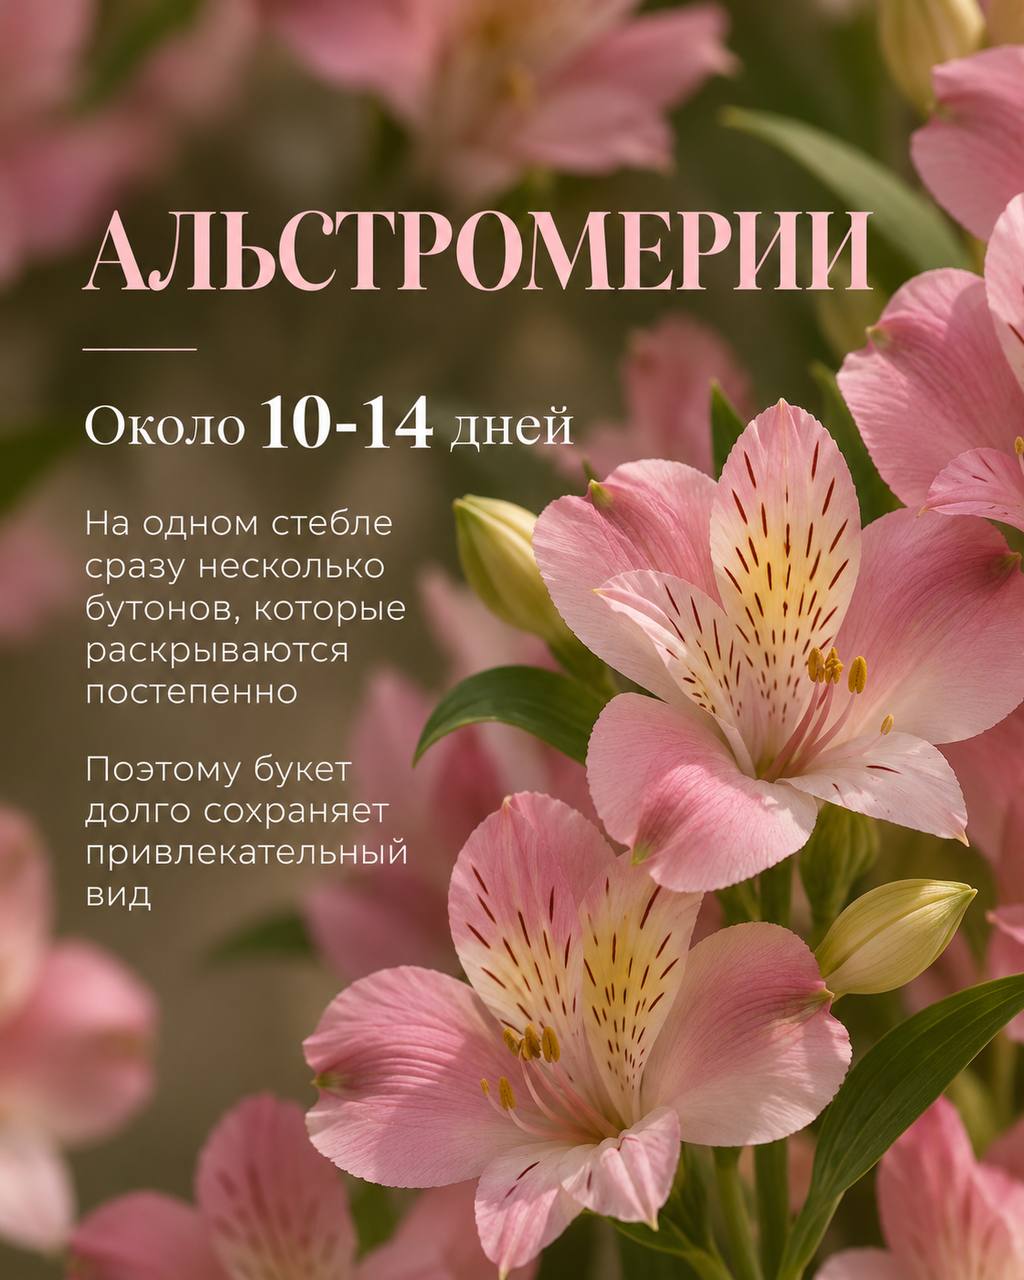 АЛЬСТРОМЕРИИ
Около 10-14 дней
На одном стебле
сразу несколько
бутонов, которые
раскрываются
постепенно
Поэтому букет
долго сохраняет
привлекательный
вид